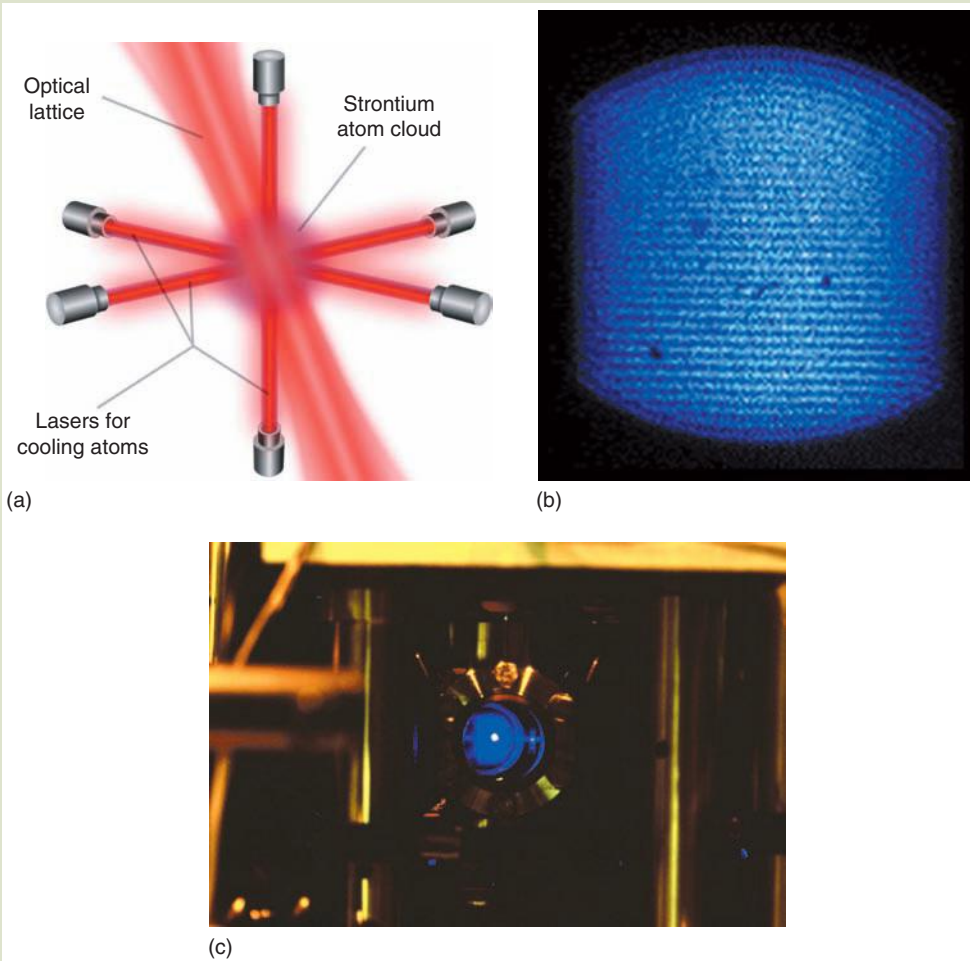 Optical
lattice
Strontium
atom cloud
Lasers for
cooling atoms
(a)
(b)
(c)